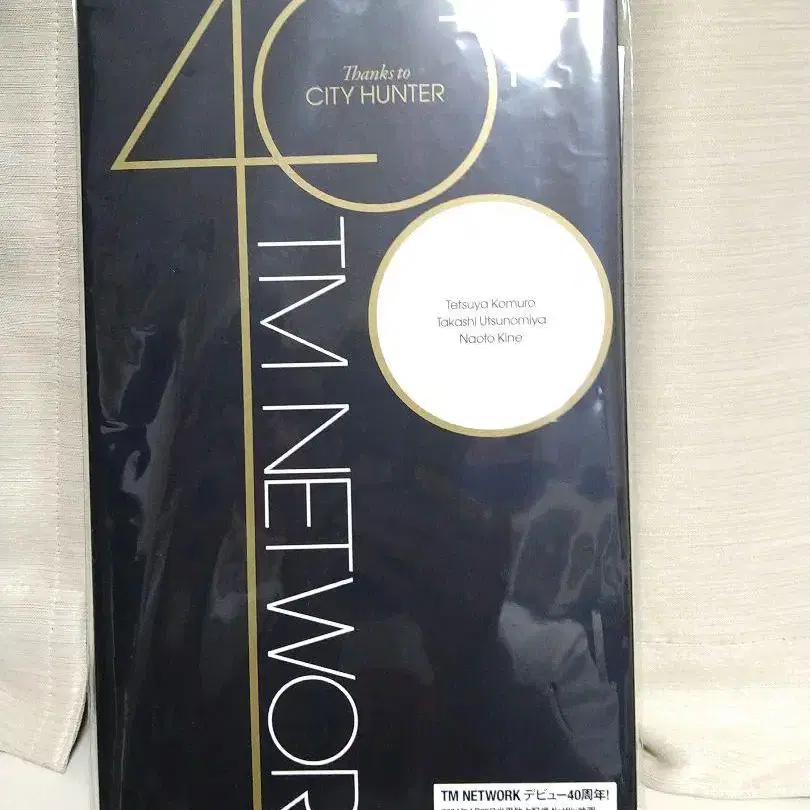 40
Thanks to
CITY HUNTER
TM NETWOR
Tetsuya Komuro
Takashi Utsunomiya
Naoto Kine
TM NETWORK デビュー40周年!